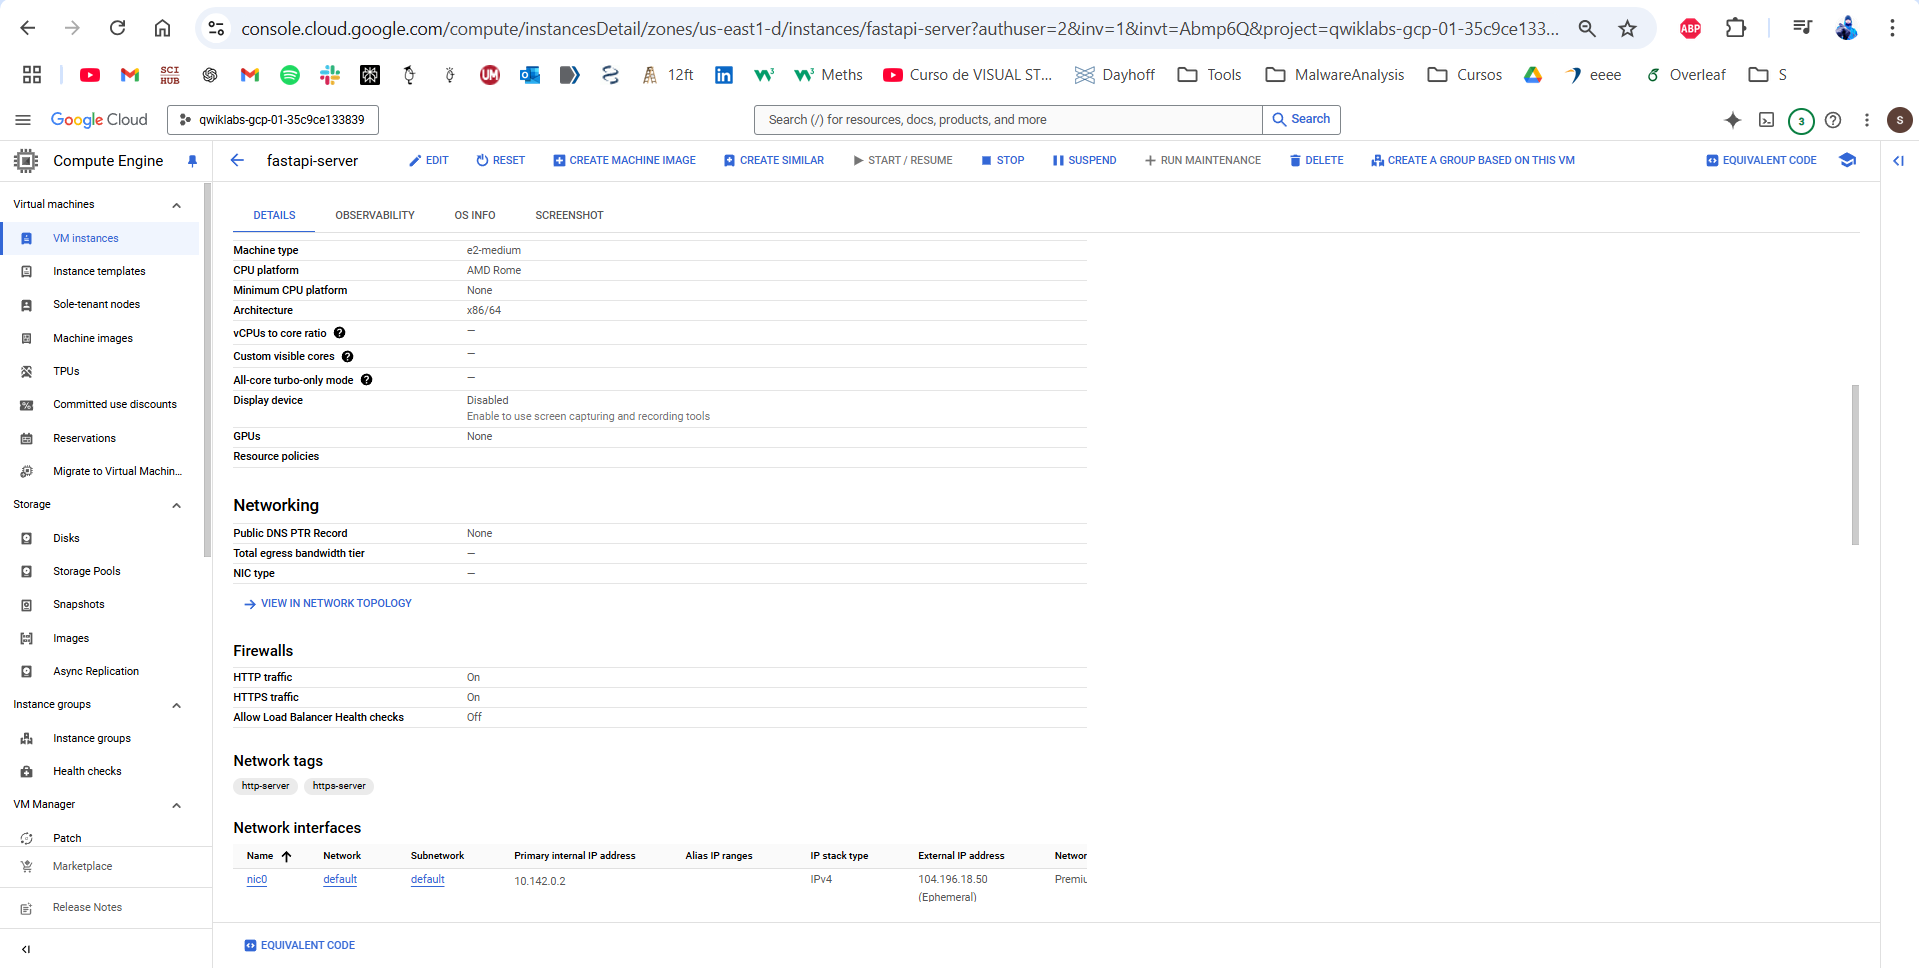 console.cloud.google.com/compute/instancesDetail/zones/us-east1-d/instances/fastapi-server?authuser=2&inv=1&invt=Abmp6Q&project=qwiklabs-gcp-01-35c9ce133...
ABP
SCI HUB
UM
12ft
Meths
Curso de VISUAL ST...
Dayhoff
Tools
MalwareAnalysis
Cursos
eeee
Overleaf
S
Google Cloud
qwiklabs-gcp-01-35c9ce133839
Search (/) for resources, docs, products, and more
Search
3
S
Compute Engine
fastapi-server
EDIT
RESET
CREATE MACHINE IMAGE
CREATE SIMILAR
START / RESUME
STOP
SUSPEND
RUN MAINTENANCE
DELETE
CREATE A GROUP BASED ON THIS VM
EQUIVALENT CODE
Virtual machines
VM instances
Instance templates
Sole-tenant nodes
Machine images
TPUs
Committed use discounts
Reservations
Migrate to Virtual Machin...
Storage
Disks
Storage Pools
Snapshots
Images
Async Replication
Instance groups
Instance groups
Health checks
VM Manager
Patch
Marketplace
Release Notes
DETAILS
OBSERVABILITY
OS INFO
SCREENSHOT
Machine type e2-medium
CPU platform AMD Rome
Minimum CPU platform None
Architecture x86/64
vCPUs to core ratio —
Custom visible cores —
All-core turbo-only mode —
Display device Disabled
Enable to use screen capturing and recording tools
GPUs None
Resource policies
Networking
Public DNS PTR Record None
Total egress bandwidth tier —
NIC type —
VIEW IN NETWORK TOPOLOGY
Firewalls
HTTP traffic On
HTTPS traffic On
Allow Load Balancer Health checks Off
Network tags
http-server https-server
Network interfaces
Name Network Subnetwork Primary internal IP address Alias IP ranges IP stack type External IP address Networ
nic0 default default 10.142.0.2 IPv4 104.196.18.50 Premiu
(Ephemeral)
EQUIVALENT CODE